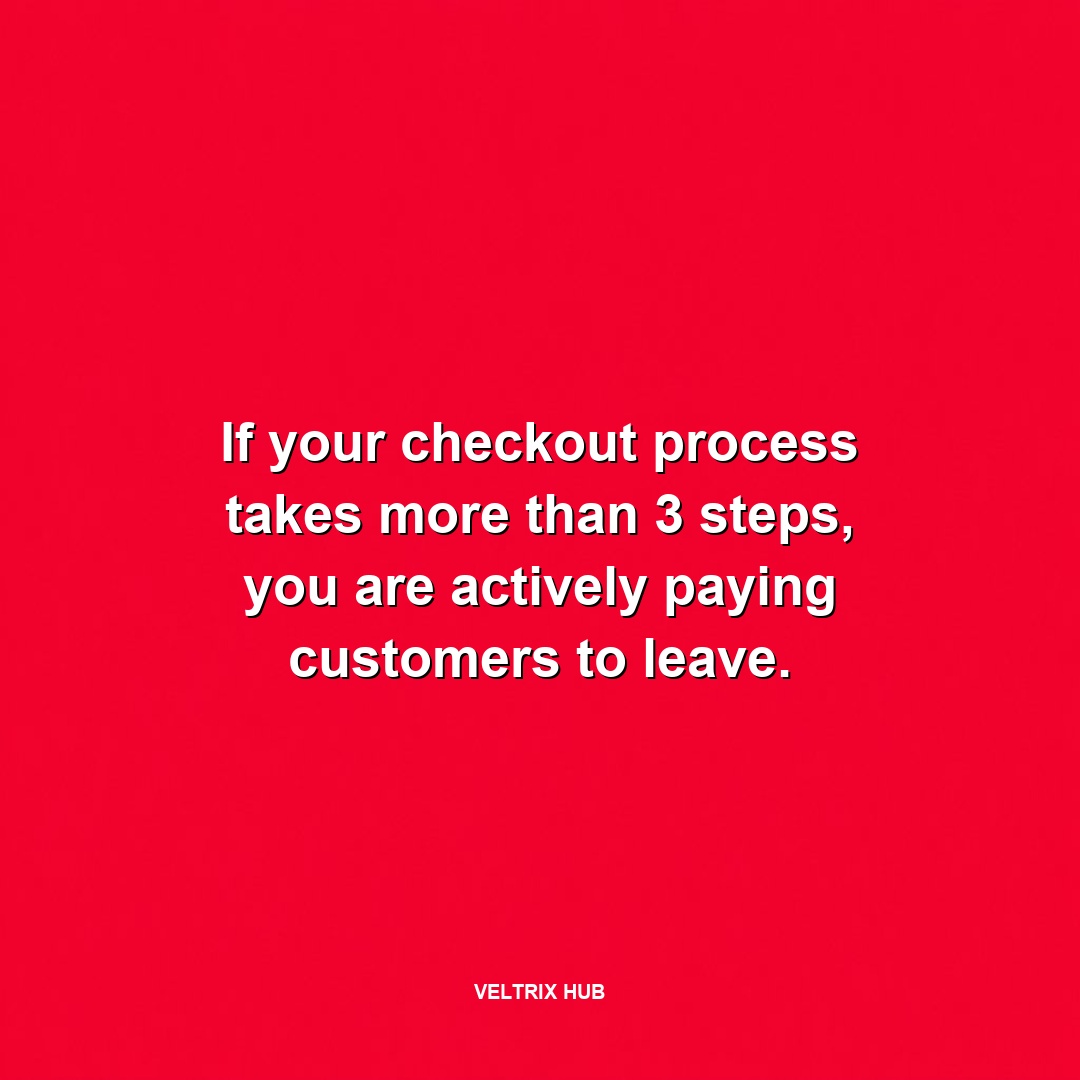 If your checkout process
takes more than 3 steps,
you are actively paying
customers to leave.
VELTRIX HUB